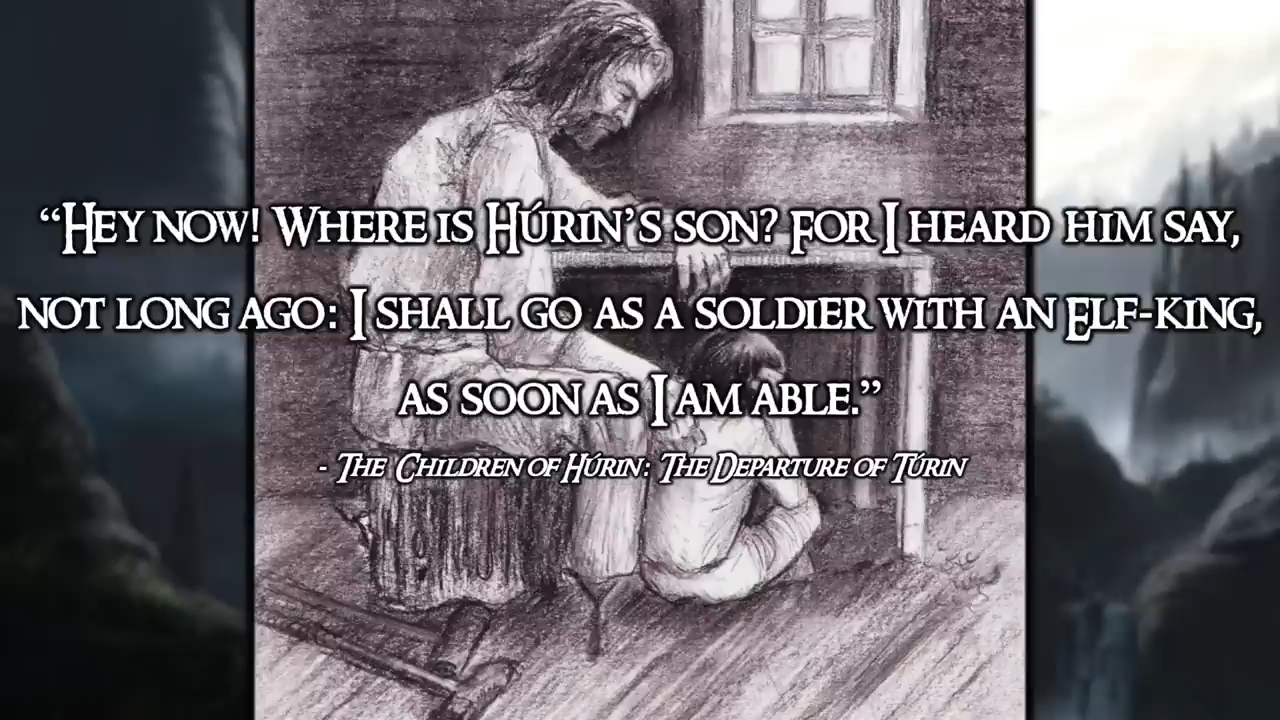 “Hey now! Where is Húrin’s son? For I heard him say,
not long ago: I shall go as a soldier with an Elf-king,
as soon as I am able.”
- The Children of Húrin: The Departure of Túrin